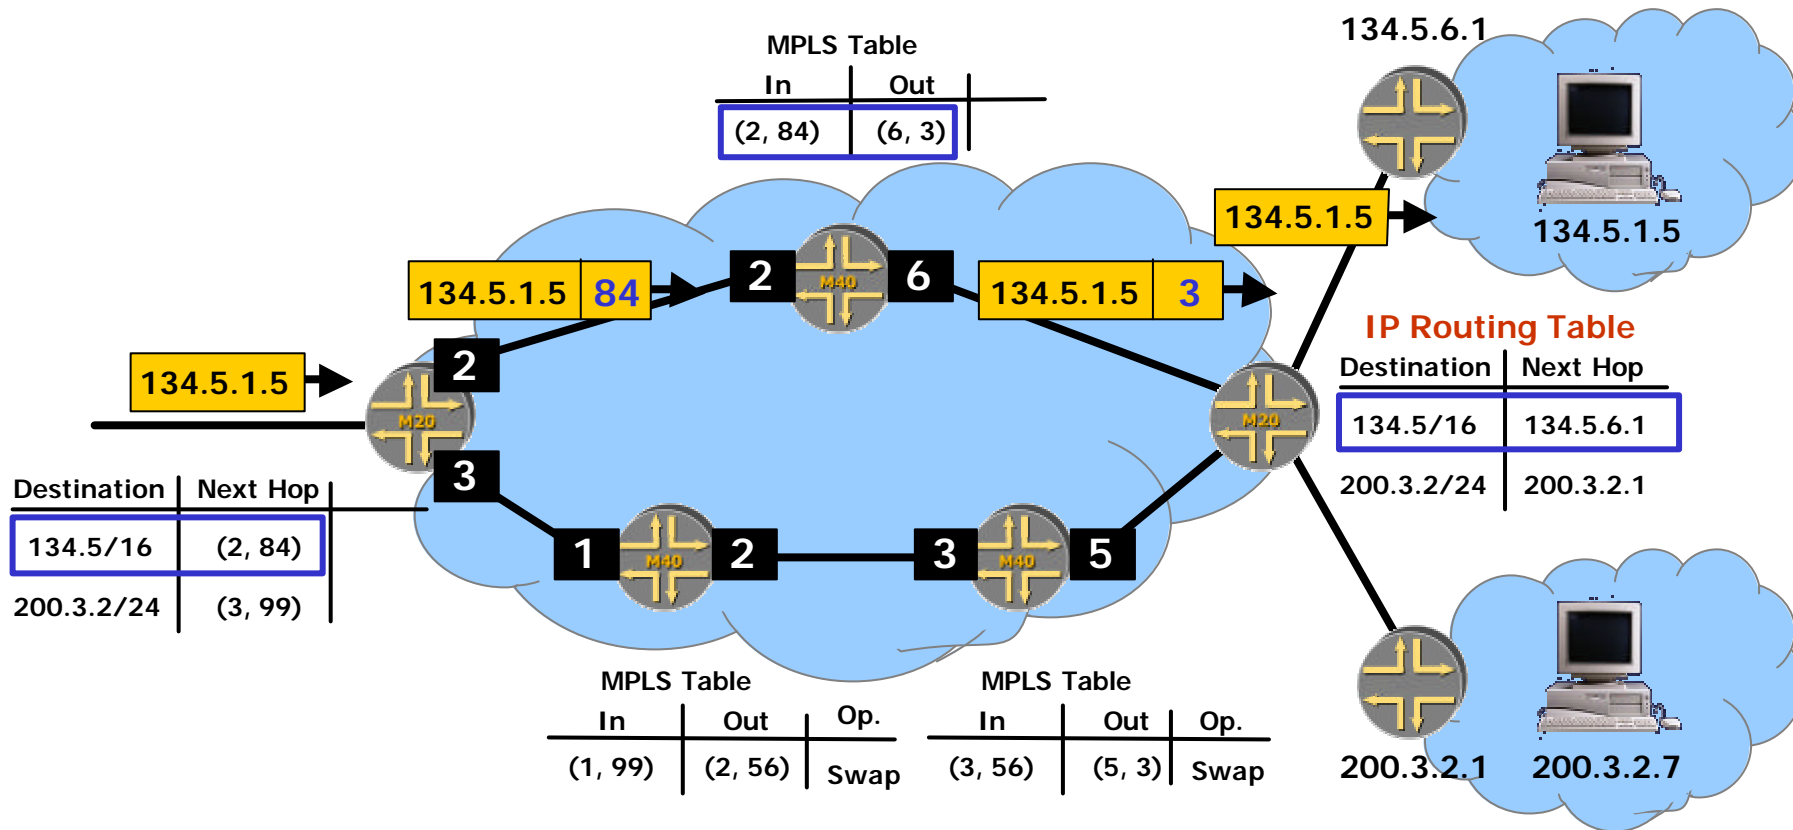 134.5.6.1
MPLS Table
In Out
(2, 84) (6, 3)
134.5.1.5
134.5.1.5
2 M40 6
134.5.1.5 84
134.5.1.5 3
IP Routing Table
Destination Next Hop
134.5/16 134.5.6.1
200.3.2/24 200.3.2.1
134.5.1.5
2
M20
3
M20
Destination Next Hop
134.5/16 (2, 84)
200.3.2/24 (3, 99)
1 M40 2
3 M40 5
MPLS Table
In Out Op.
(1, 99) (2, 56) Swap
MPLS Table
In Out Op.
(3, 56) (5, 3) Swap
200.3.2.1
200.3.2.7